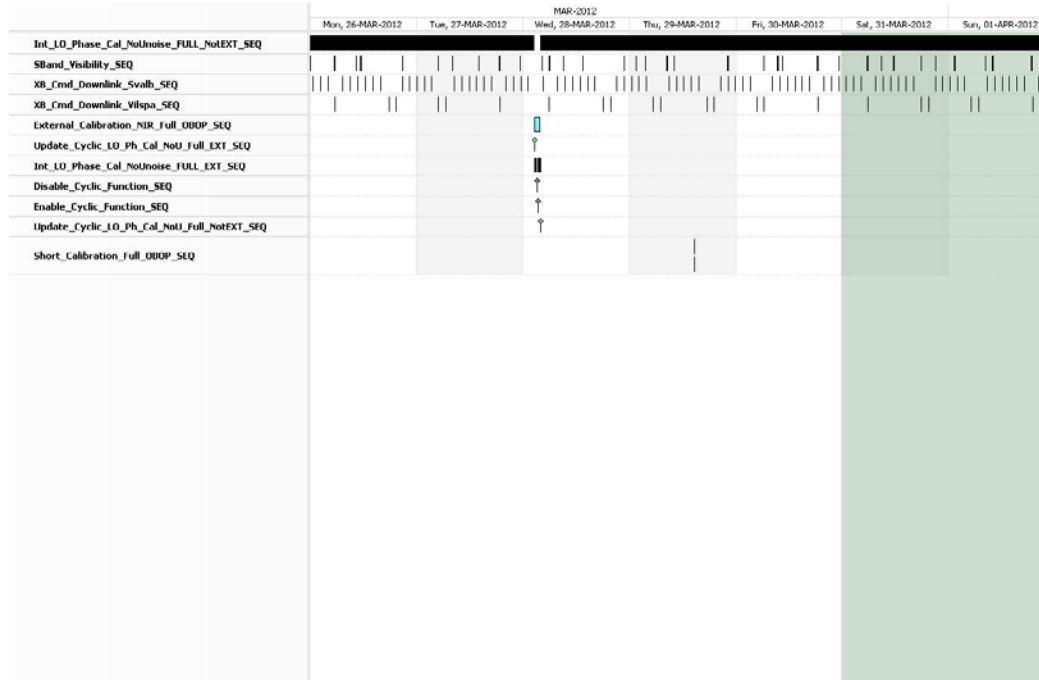 MAR-2012
Mon, 26-MAR-2012 Tue, 27-MAR-2012 Wed, 28-MAR-2012 Thu, 29-MAR-2012 Fri, 30-MAR-2012 Sat, 31-MAR-2012 Sun, 01-APR-2012
Int_LO_Phase_Cal_NoUnoise_FULL_NotEXT_SEQ
SBand_Visibility_SEQ
XB_Cmd_Downlink_Svalb_SEQ
XB_Cmd_Downlink_Vilspa_SEQ
External_Calibration_NIR_Full_OBOP_SEQ
Update_Cyclic_LO_Ph_Cal_NoU_Full_EXT_SEQ
Int_LO_Phase_Cal_NoUnoise_FULL_EXT_SEQ
Disable_Cyclic_Function_SEQ
Enable_Cyclic_Function_SEQ
Update_Cyclic_LO_Ph_Cal_NoU_Full_NotEXT_SEQ
Short_Calibration_Full_OBOP_SEQ